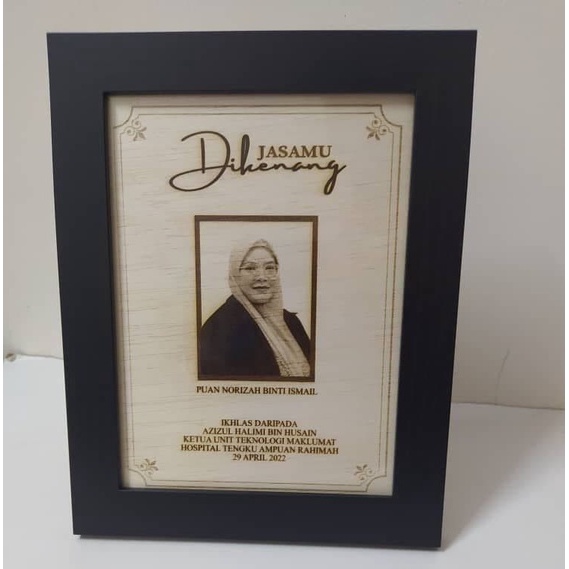 JASAMU
Dikenang
PUAN NORIZAH BINTI ISMAIL
IKHLAS DARIPADA
AZIZUL HALIMI BIN HUSAIN
KETUA UNIT TEKNOLOGI MAKLUMAT
HOSPITAL TENGKU AMPUAN RAHIMAH
29 APRIL 2022